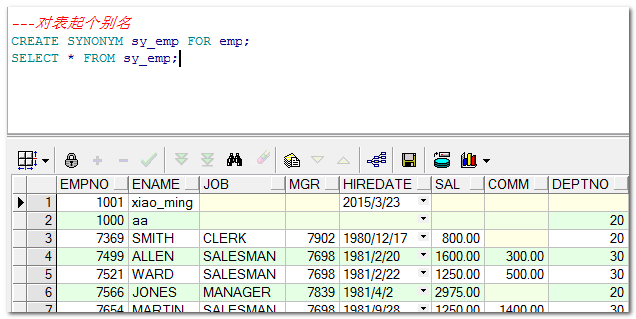 ---对表起个别名
CREATE SYNONYM sy_emp FOR emp;
SELECT * FROM sy_emp;
EMPNO ENAME JOB MGR HIREDATE SAL COMM DEPTNO
1 1001 xiao_ming 2015/3/23
2 1000 aa 20
3 7369 SMITH CLERK 7902 1980/12/17 800.00 20
4 7499 ALLEN SALESMAN 7698 1981/2/20 1600.00 300.00 30
5 7521 WARD SALESMAN 7698 1981/2/22 1250.00 500.00 30
6 7566 JONES MANAGER 7839 1981/4/2 2975.00 20
7 7654 MARTIN SALESMAN 7698 1981/9/28 1250.00 1400.00 30